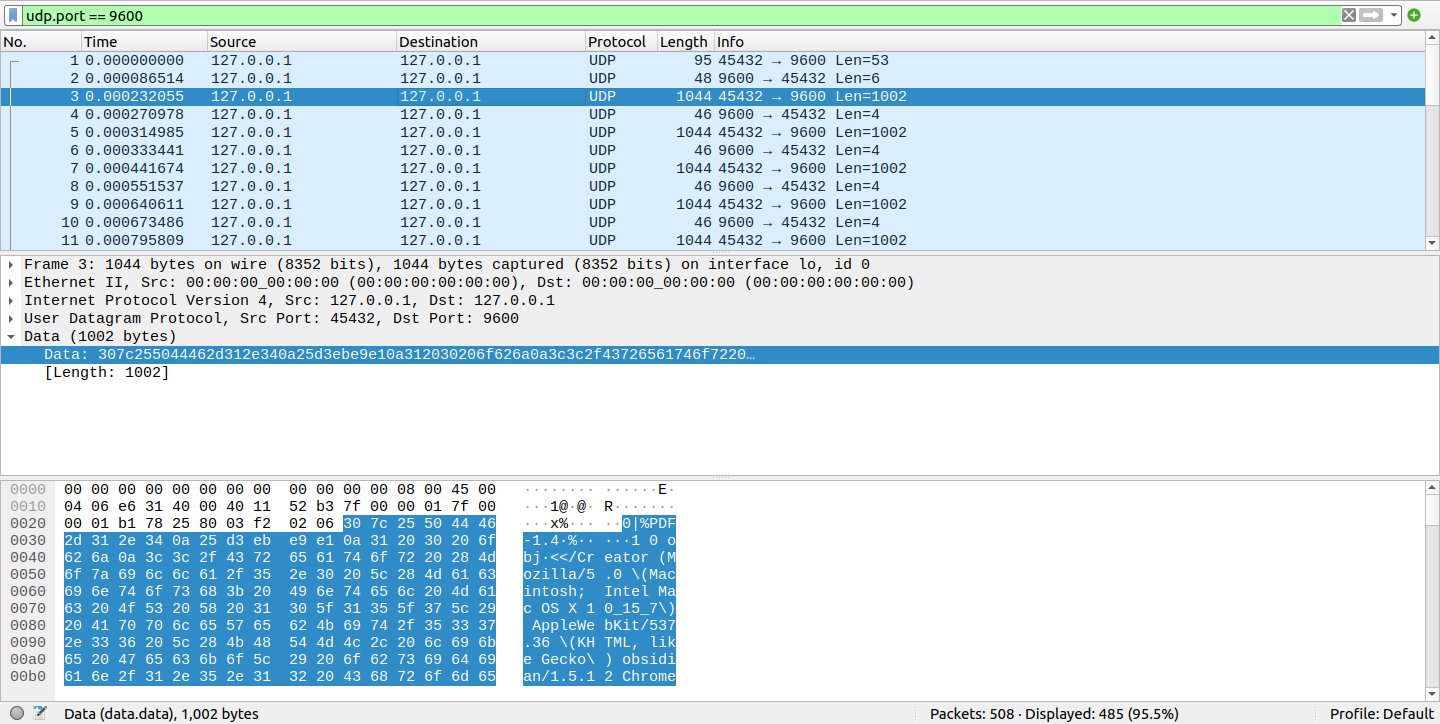 udp.port == 9600
No. Time Source Destination Protocol Length Info
1 0.000000000 127.0.0.1 127.0.0.1 UDP 95 45432 → 9600 Len=53
2 0.000086514 127.0.0.1 127.0.0.1 UDP 48 9600 → 45432 Len=6
3 0.000232055 127.0.0.1 127.0.0.1 UDP 1044 45432 → 9600 Len=1002
4 0.000270978 127.0.0.1 127.0.0.1 UDP 46 9600 → 45432 Len=4
5 0.000314985 127.0.0.1 127.0.0.1 UDP 1044 45432 → 9600 Len=1002
6 0.000333441 127.0.0.1 127.0.0.1 UDP 46 9600 → 45432 Len=4
7 0.000441674 127.0.0.1 127.0.0.1 UDP 1044 45432 → 9600 Len=1002
8 0.000551537 127.0.0.1 127.0.0.1 UDP 46 9600 → 45432 Len=4
9 0.000640611 127.0.0.1 127.0.0.1 UDP 1044 45432 → 9600 Len=1002
10 0.000673486 127.0.0.1 127.0.0.1 UDP 46 9600 → 45432 Len=4
11 0.000795809 127.0.0.1 127.0.0.1 UDP 1044 45432 → 9600 Len=1002
Frame 3: 1044 bytes on wire (8352 bits), 1044 bytes captured (8352 bits) on interface lo, id 0
Ethernet II, Src: 00:00:00_00:00:00 (00:00:00:00:00:00), Dst: 00:00:00_00:00:00 (00:00:00:00:00:00)
Internet Protocol Version 4, Src: 127.0.0.1, Dst: 127.0.0.1
User Datagram Protocol, Src Port: 45432, Dst Port: 9600
Data (1002 bytes)
Data: 307c255044462d312e340a25d3ebe9e10a312030206f626a0a3c3c2f43726561746f7220…
[Length: 1002]
0000 00 00 00 00 00 00 00 00 00 00 00 00 08 00 45 00 ········ ······E·
0010 04 06 e6 31 40 00 40 11 52 b3 7f 00 00 01 7f 00 ···1@·@· R·······
0020 00 01 b1 78 25 80 03 f2 02 06 30 7c 25 50 44 46 ···x%··· ··0|%PDF
0030 2d 31 2e 34 0a 25 d3 eb e9 e1 0a 31 20 30 20 6f -1.4·%·· ···1 0 o
0040 62 6a 0a 3c 3c 2f 43 72 65 61 74 6f 72 20 28 4d bj·<</Cr eator (M
0050 6f 7a 69 6c 6c 61 2f 35 2e 30 20 5c 28 4d 61 63 ozilla/5 .0 \(Mac
0060 69 6e 74 6f 73 68 3b 20 49 6e 74 65 6c 20 4d 61 intosh;  Intel Ma
0070 63 20 4f 53 20 58 20 31 30 5f 31 35 5f 37 5c 29 c OS X 1 0_15_7\)
0080 20 41 70 70 6c 65 57 65 62 4b 69 74 2f 35 33 37  AppleWe bKit/537
0090 2e 33 36 20 5c 28 4b 48 54 4d 4c 2c 20 6c 69 6b .36 \(KH TML, lik
00a0 65 20 47 65 63 6b 6f 5c 29 20 6f 62 73 69 64 69 e Gecko\ ) obsidi
00b0 61 6e 2f 31 2e 35 2e 31 32 20 43 68 72 6f 6d 65 an/1.5.1 2 Chrome
Data (data.data), 1,002 bytes Packets: 508 · Displayed: 485 (95.5%) Profile: Default